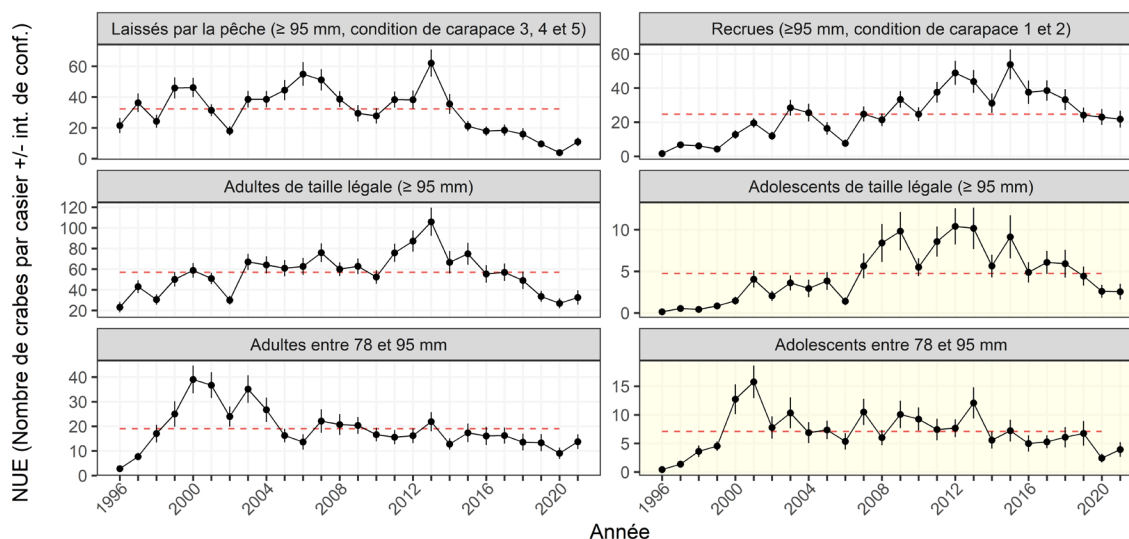 NUE (Nombre de crabes par casier +/- int. de conf.)
Laissés par la pêche (≥ 95 mm, condition de carapace 3, 4 et 5)
60
40
20
0
Recrues (≥95 mm, condition de carapace 1 et 2)
60
40
20
0
Adultes de taille légale (≥ 95 mm)
120
100
80
60
40
20
Adolescents de taille légale (≥ 95 mm)
10
5
0
Adultes entre 78 et 95 mm
40
30
20
10
0
Adolescents entre 78 et 95 mm
15
10
5
0
1996 2000 2004 2008 2012 2016 2020
1996 2000 2004 2008 2012 2016 2020
Année